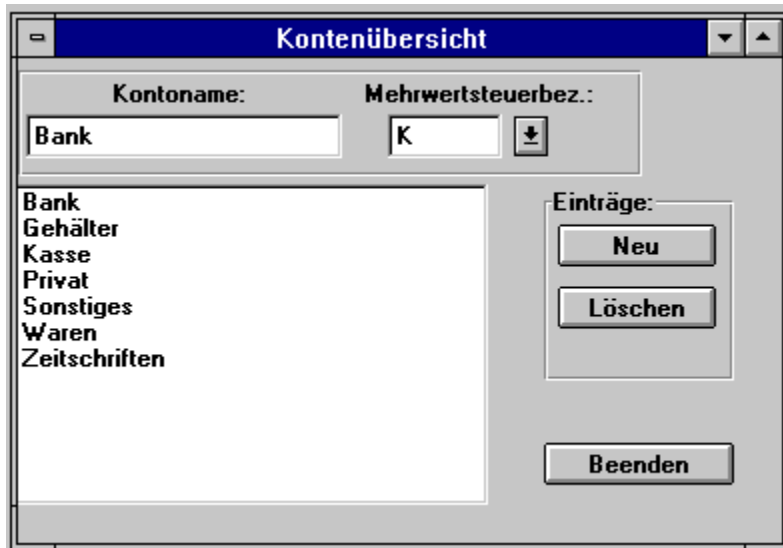 Kontenübersicht
Kontoname: Mehrwertsteuerbez.:
Bank K
Bank
Gehälter
Kasse
Privat
Sonstiges
Waren
Zeitschriften
Einträge:
Neu
Löschen
Beenden